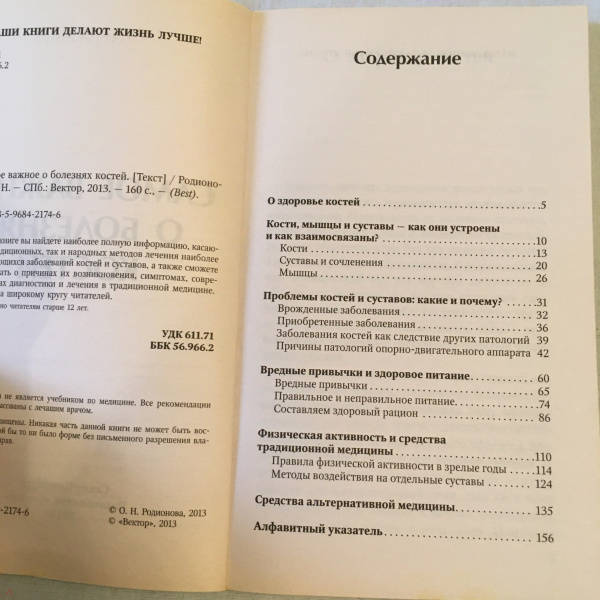 АШИ КНИГИ ДЕЛАЮТ ЖИЗНЬ ЛУЧШЕ!
.2
ое важное о болезнях костей. [Текст] / Родионо-
Н. — СПб.: Вектор, 2013. — 160 с., — (Best).
8-5-9684-2174-6
книге вы найдете наиболее полную информацию, касаю-
диционных, так и народных методов лечения наиболее
ющихся заболеваний костей и суставов, а также сможете
ать о причинах их возникновения, симптомах, совре-
ах диагностики и лечения в традиционной медицине.
на широкому кругу читателей.
но читателям старше 12 лет.
УДК 611.71
ББК 56.966.2
не является учебником по медицине. Все рекомендации
асованы с лечащим врачом.
ищены. Никакая часть данной книги не может быть вос-
ой бы то ни было форме без письменного разрешения вла-
прав.
-2174-6
© О. Н. Родионова, 2013
© «Вектор», 2013
Содержание
О здоровье костей 5
Кости, мышцы и суставы — как они устроены
и как взаимосвязаны? 10
Кости 13
Суставы и сочленения 20
Мышцы 26
Проблемы костей и суставов: какие и почему? 31
Врожденные заболевания 32
Приобретенные заболевания 36
Заболевания костей как следствие других патологий 39
Причины патологий опорно-двигательного аппарата 42
Вредные привычки и здоровое питание 60
Вредные привычки 65
Правильное и неправильное питание 74
Составляем здоровый рацион 86
Физическая активность и средства
традиционной медицины 110
Правила физической активности в зрелые годы 114
Методы воздействия на отдельные суставы 124
Средства альтернативной медицины 135
Алфавитный указатель 156